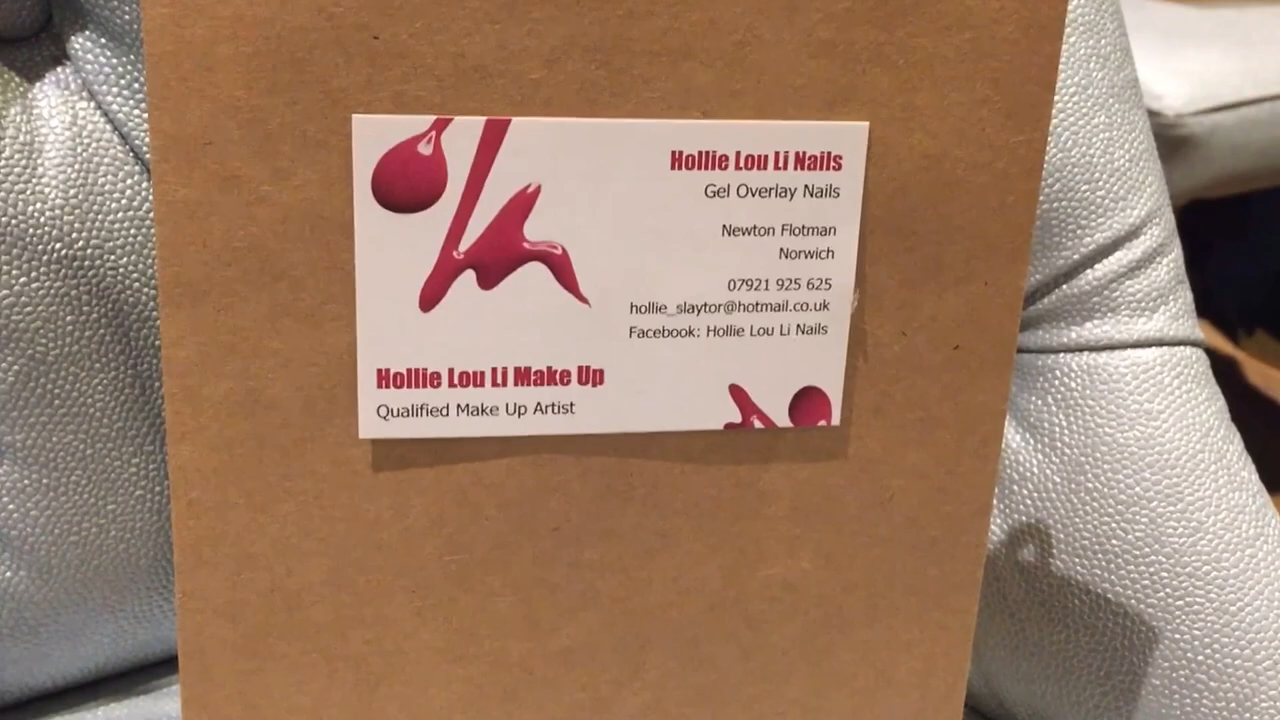 Hollie Lou Li Nails
Gel Overlay Nails
Newton Flotman
Norwich
07921 925 625
hollie_slaytor@hotmail.co.uk
Facebook: Hollie Lou Li Nails
Hollie Lou Li Make Up
Qualified Make Up Artist